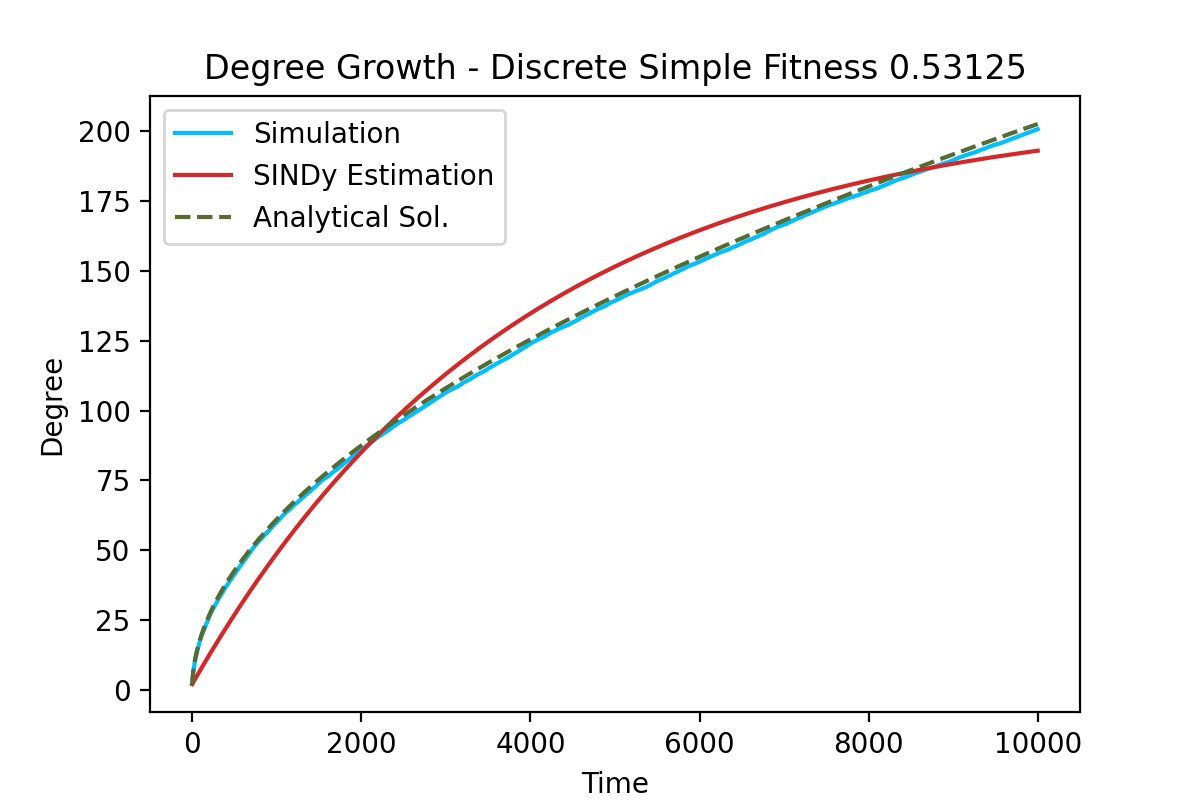 Degree Growth - Discrete Simple Fitness 0.53125
Simulation
SINDy Estimation
Analytical Sol.
200
175
150
125
100
75
50
25
0
Degree
0 2000 4000 6000 8000 10000
Time